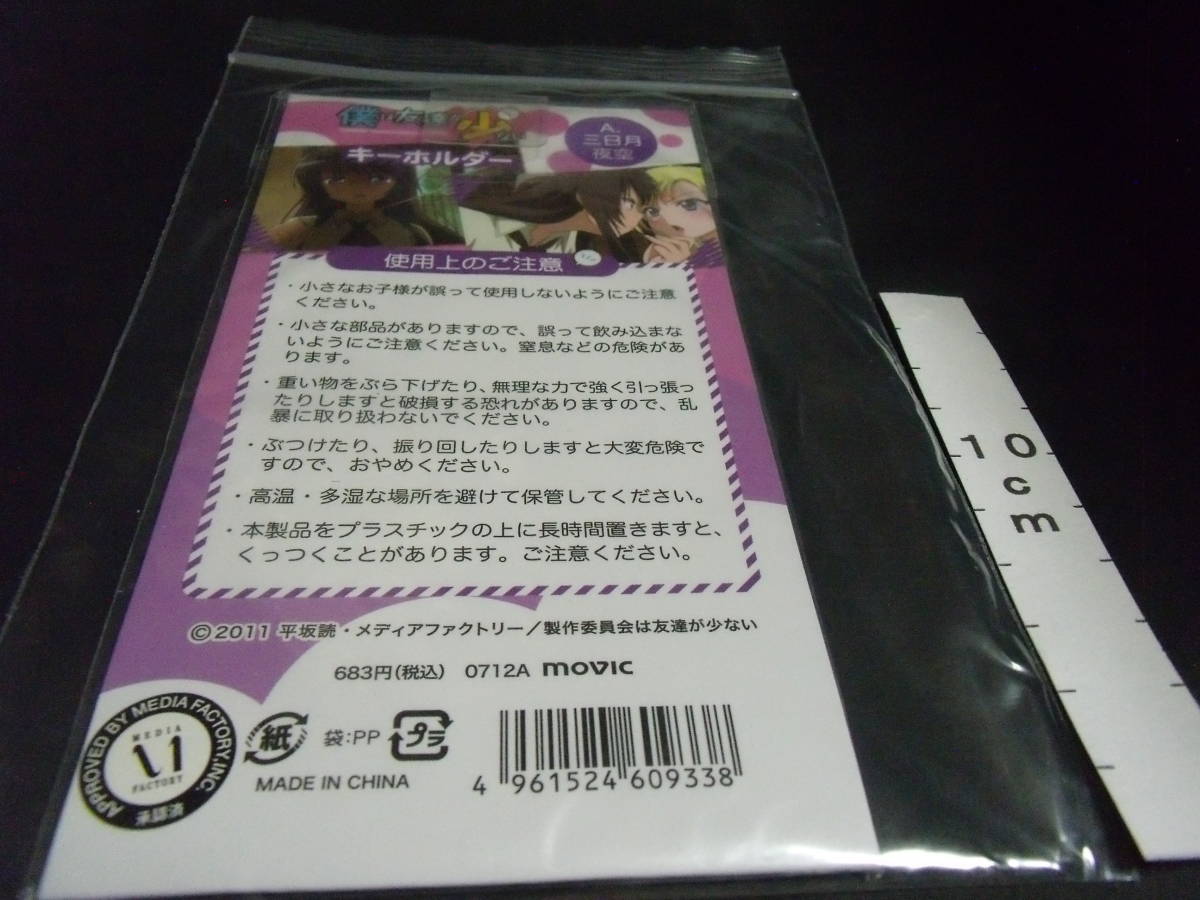 僕は友達が少ない
キーホルダー
A.
三日月
夜空
使用上のご注意
・小さなお子様が誤って使用しないようにご注意
ください。
・小さな部品がありますので、誤って飲み込まな
いようにご注意ください。窒息などの危険があ
ります。
・重い物をぶら下げたり、無理な力で強く引っ張っ
たりしますと破損する恐れがありますので、乱
暴に取り扱わないでください。
・ぶつけたり、振り回したりしますと大変危険で
すので、おやめください。
・高温・多湿な場所を避けて保管してください。
・本製品をプラスチックの上に長時間置きますと、
くっつくことがあります。ご注意ください。
©2011 平坂読・メディアファクトリー/製作委員会は友達が少ない
683円(税込) 0712A movic
APPROVED BY MEDIA FACTORY.INC.
MEDIA
FACTORY
承認済
紙 袋:PP プラ
MADE IN CHINA
4 961524 609338
10
cm